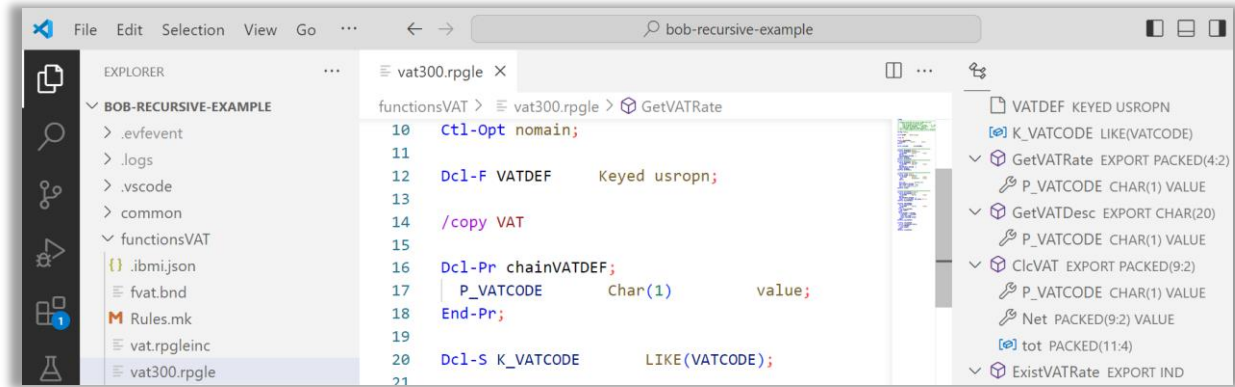 File Edit Selection View Go ··· ← → bob-recursive-example
EXPLORER ···
BOB-RECURSIVE-EXAMPLE
.evfevent
.logs
.vscode
common
functionsVAT
{} .ibmi.json
fvat.bnd
M Rules.mk
vat.rpgleinc
vat300.rpgle
1
vat300.rpgle × ···
functionsVAT > vat300.rpgle > GetVATRate
10 Ctl-Opt nomain;
11
12 Dcl-F VATDEF Keyed usropn;
13
14 /copy VAT
15
16 Dcl-Pr chainVATDEF;
17 P_VATCODE Char(1) value;
18 End-Pr;
19
20 Dcl-S K_VATCODE LIKE(VATCODE);
21
VATDEF KEYED USROPN
K_VATCODE LIKE(VATCODE)
GetVATRate EXPORT PACKED(4:2)
P_VATCODE CHAR(1) VALUE
GetVATDesc EXPORT CHAR(20)
P_VATCODE CHAR(1) VALUE
ClcVAT EXPORT PACKED(9:2)
P_VATCODE CHAR(1) VALUE
Net PACKED(9:2) VALUE
tot PACKED(11:4)
ExistVATRate EXPORT IND